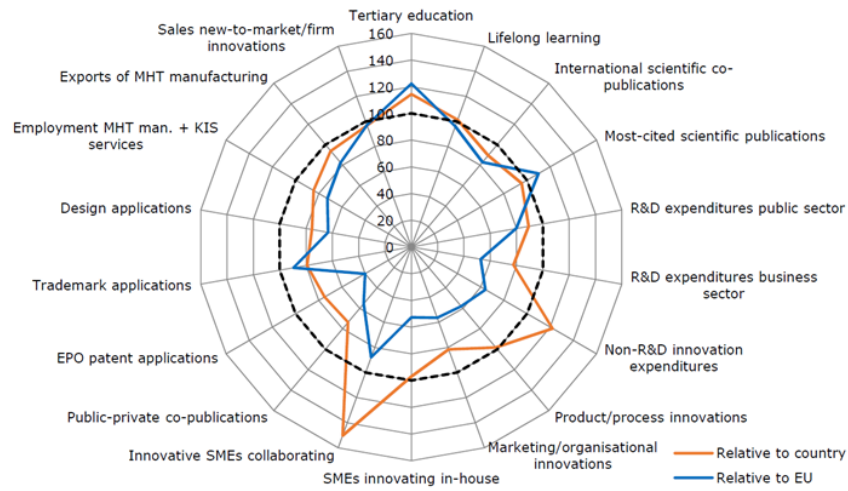 Tertiary education
Sales new-to-market/firm
innovations
Lifelong learning
Exports of MHT manufacturing
International scientific co-
publications
Employment MHT man. + KIS
services
Most-cited scientific publications
Design applications
R&D expenditures public sector
Trademark applications
R&D expenditures business
sector
EPO patent applications
Non-R&D innovation
expenditures
Public-private co-publications
Product/process innovations
Innovative SMEs collaborating
Marketing/organisational
innovations
SMEs innovating in-house
160
140
120
100
80
60
40
20
0
Relative to country
Relative to EU